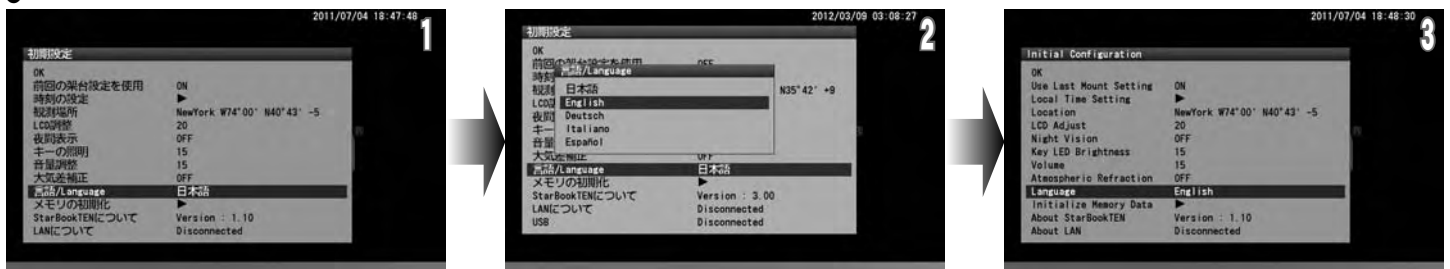 2011/07/04 18:47:48
1
初期設定
OK
前回の架台設定を使用 ON
時刻の設定 ▶
観測場所 NewYork W74°00' N40°43' -5
LCD調整 20
夜間表示 OFF
キーの照明 15
音量調整 15
大気差補正 OFF
言語/Language 日本語
メモリの初期化 ▶
StarBookTENについて Version : 1.10
LANについて Disconnected
2012/03/09 03:08:27
2
初期設定
OK
言語/Language
日本語
N35°42' +9
English
Deutsch
Italiano
Español
大気差補正 OFF
言語/Language 日本語
メモリの初期化 ▶
StarBookTENについて Version : 3.00
LANについて Disconnected
USB Disconnected
2011/07/04 18:48:30
3
Initial Configuration
OK
Use Last Mount Setting ON
Local Time Setting ▶
Location NewYork W74°00' N40°43' -5
LCD Adjust 20
Night Vision OFF
Key LED Brightness 15
Volume 15
Atmospheric Refraction OFF
Language English
Initialize Memory Data ▶
About StarBookTEN Version : 1.10
About LAN Disconnected